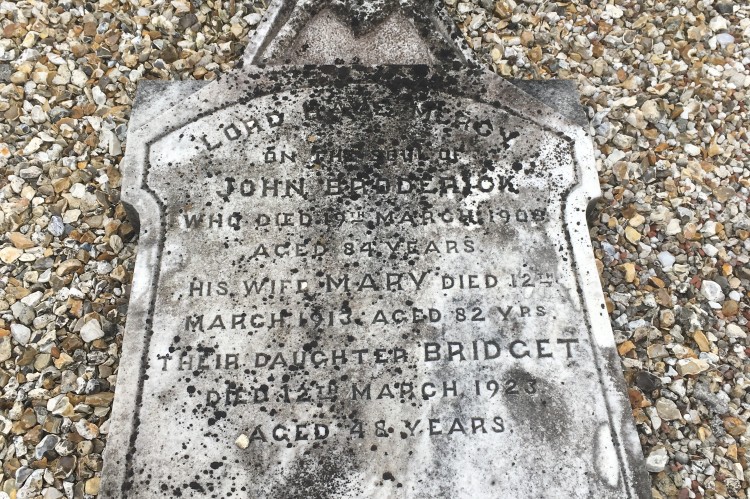 LORD HAVE MERCY
ON THE SOUL OF
JOHN BRODERICK
WHO DIED 19TH MARCH 1908
AGED 84 YEARS.
HIS WIFE MARY DIED 12TH
MARCH 1913. AGED 82 YRS.
THEIR DAUGHTER BRIDGET
DIED 12TH MARCH 1923
AGED 48 YEARS.